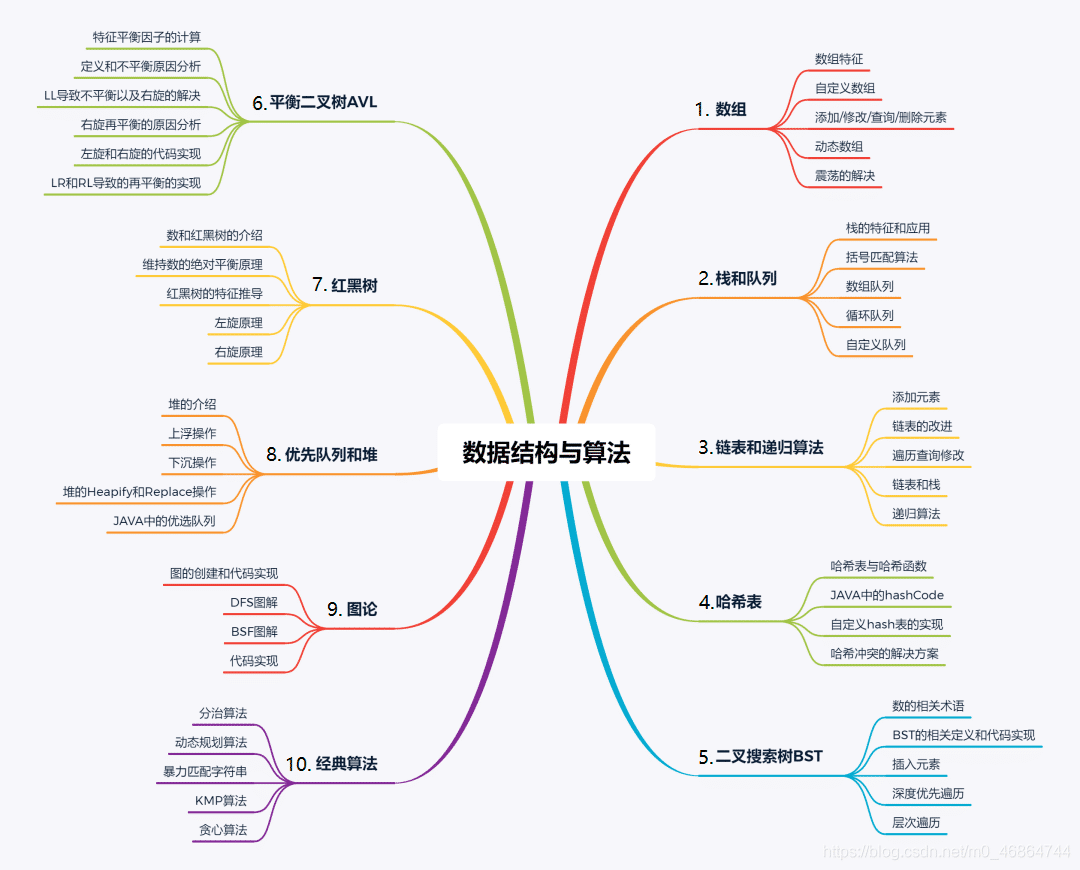 数据结构与算法
1. 数组
数组特征
自定义数组
添加/修改/查询/删除元素
动态数组
震荡的解决
2. 栈和队列
栈的特征和应用
括号匹配算法
数组队列
循环队列
自定义队列
3. 链表和递归算法
添加元素
链表的改进
遍历查询修改
链表和栈
递归算法
4.哈希表
哈希表与哈希函数
JAVA中的hashCode
自定义hash表的实现
哈希冲突的解决方案
5.二叉搜索树BST
数的相关术语
BST的相关定义和代码实现
插入元素
深度优先遍历
层次遍历
6.平衡二叉树AVL
特征平衡因子的计算
定义和不平衡原因分析
LL导致不平衡以及右旋的解决
右旋再平衡的原因分析
左旋和右旋的代码实现
LR和RL导致的再平衡的实现
7. 红黑树
数和红黑树的介绍
维持数的绝对平衡原理
红黑树的特征推导
左旋原理
右旋原理
8. 优先队列和堆
堆的介绍
上浮操作
下沉操作
堆的Heapify和Replace操作
JAVA中的优选队列
9. 图论
图的创建和代码实现
DFS图解
BSF图解
代码实现
10. 经典算法
分治算法
动态规划算法
暴力匹配字符串
KMP算法
贪心算法
https://blog.csdn.net/m0_46864744